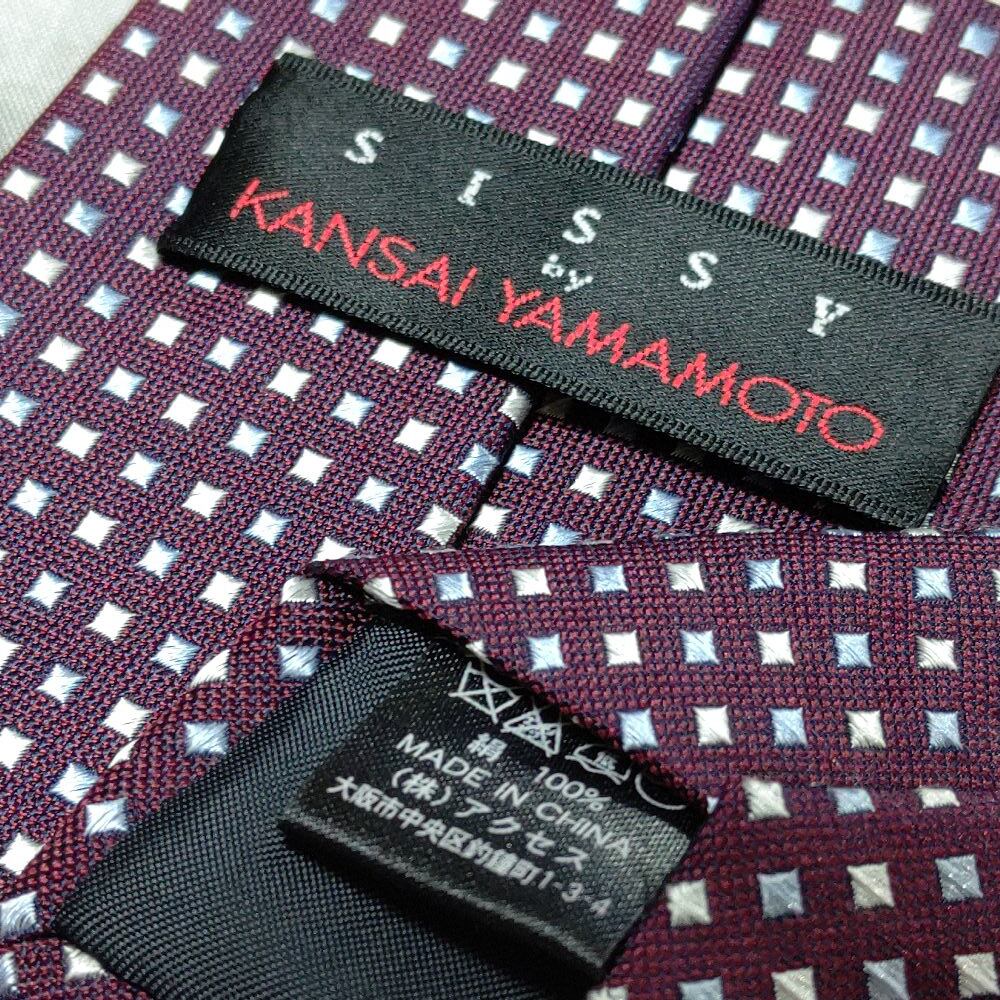 SISSY
by
KANSAI YAMAMOTO
絹 100%
MADE IN CHINA
(株)アクセス
大阪市中央区釣鐘町1-3-4